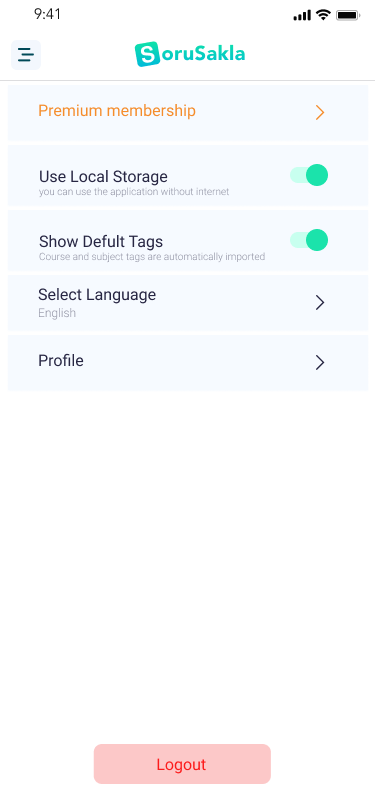 9:41
SoruSakla
Premium membership
Use Local Storage
you can use the application without internet
Show Defult Tags
Course and subject tags are automatically imported
Select Language
English
Profile
Logout